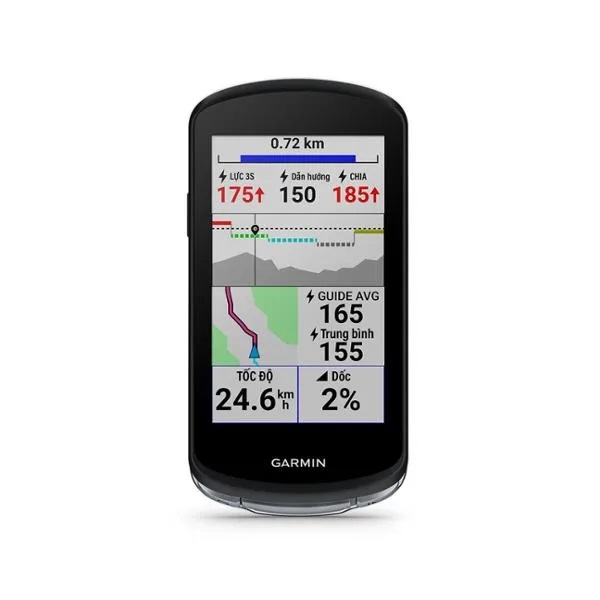 0.72 km
LỰC 3S Dẫn hướng CHIA
175 150 185
GUIDE AVG
165
Trung bình
155
TỐC ĐỘ Dốc
24.6 km h 2%
GARMIN